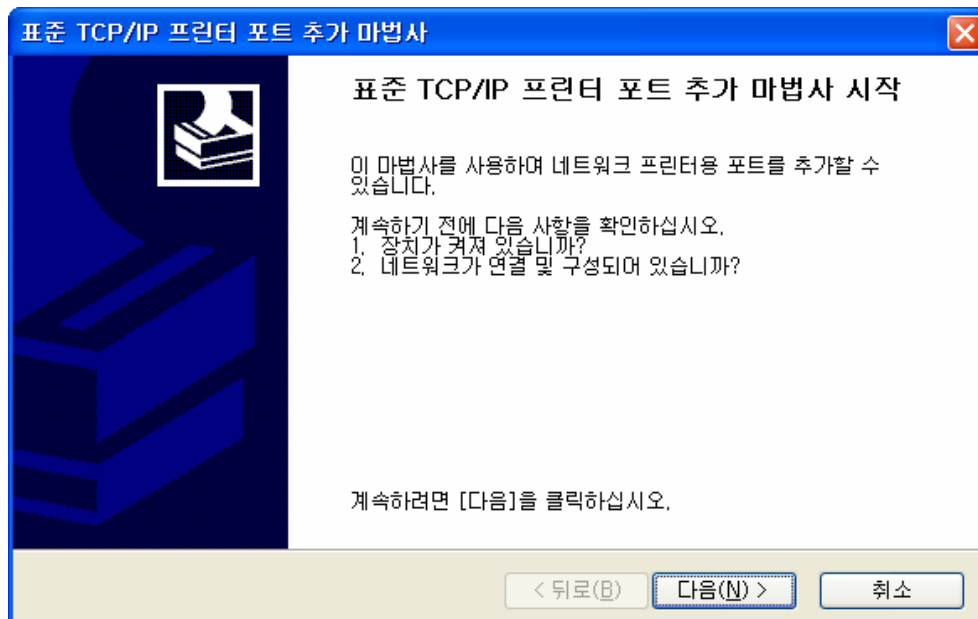 표준 TCP/IP 프린터 포트 추가 마법사
표준 TCP/IP 프린터 포트 추가 마법사 시작
이 마법사를 사용하여 네트워크 프린터용 포트를 추가할 수
있습니다.
계속하기 전에 다음 사항을 확인하십시오.
1. 장치가 켜져 있습니까?
2. 네트워크가 연결 및 구성되어 있습니까?
계속하려면 [다음]을 클릭하십시오.
< 뒤로(B) 다음(N) > 취소